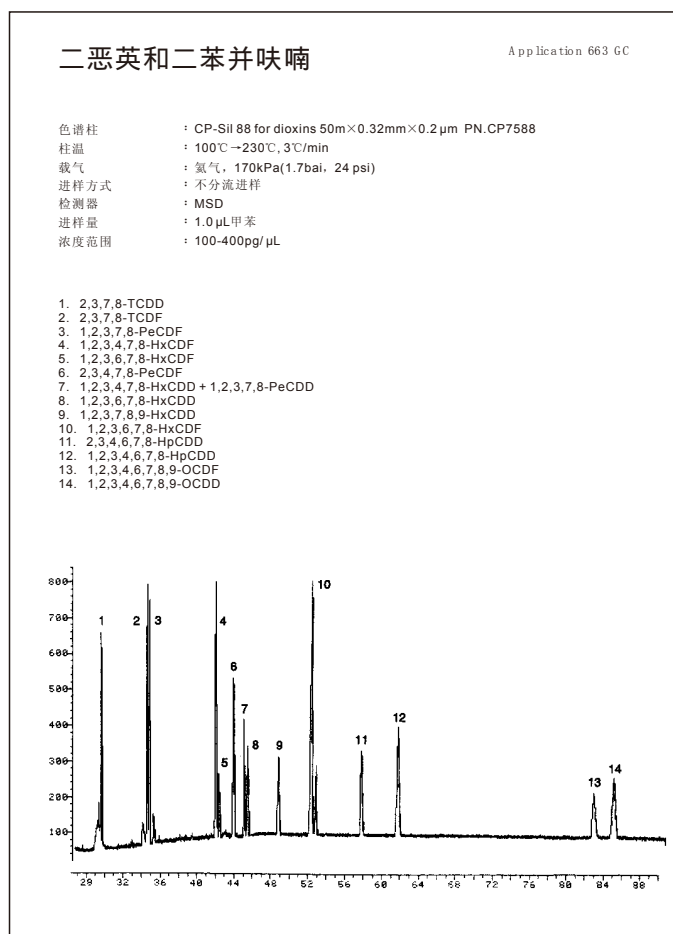 二恶英和二苯并呋喃
Application 663 GC
色谱柱 : CP-Sil 88 for dioxins 50m×0.32mm×0.2 μm PN.CP7588
柱温 : 100℃→230℃, 3℃/min
载气 : 氦气，170kPa(1.7bai，24 psi)
进样方式 : 不分流进样
检测器 : MSD
进样量 : 1.0 μL甲苯
浓度范围 : 100-400pg/ μL
1. 2,3,7,8-TCDD
2. 2,3,7,8-TCDF
3. 1,2,3,7,8-PeCDF
4. 1,2,3,4,7,8-HxCDF
5. 1,2,3,6,7,8-HxCDF
6. 2,3,4,7,8-PeCDF
7. 1,2,3,4,7,8-HxCDD + 1,2,3,7,8-PeCDD
8. 1,2,3,6,7,8-HxCDD
9. 1,2,3,7,8,9-HxCDD
10. 1,2,3,6,7,8-HxCDF
11. 2,3,4,6,7,8-HpCDD
12. 1,2,3,4,6,7,8-HpCDD
13. 1,2,3,4,6,7,8,9-OCDF
14. 1,2,3,4,6,7,8,9-OCDD
800
700
600
500
400
300
200
100
1 2 3 4 5 6 7 8 9 10 11 12 13 14
29 32 36 40 44 48 52 56 60 64 68 72 76 80 84 88